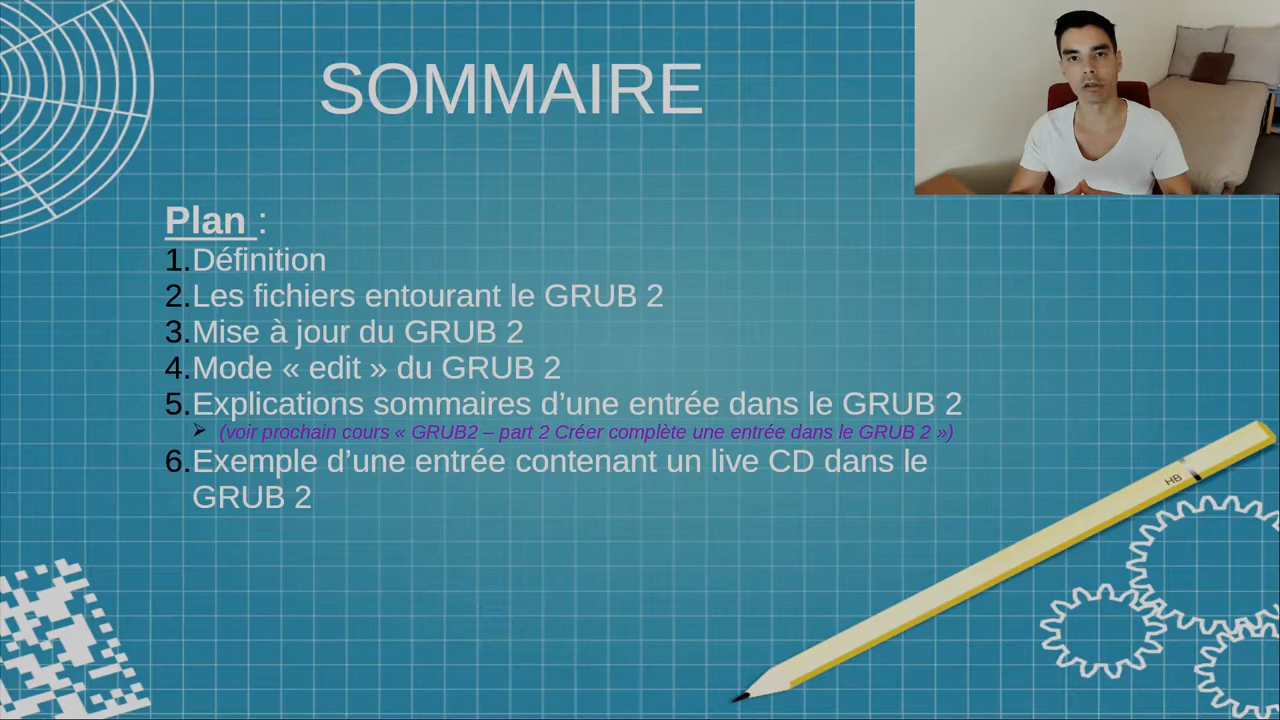 SOMMAIRE
Plan :
1.Définition
2.Les fichiers entourant le GRUB 2
3.Mise à jour du GRUB 2
4.Mode « edit » du GRUB 2
5.Explications sommaires d’une entrée dans le GRUB 2
➢ (voir prochain cours « GRUB2 – part 2 Créer complète une entrée dans le GRUB 2 »)
6.Exemple d’une entrée contenant un live CD dans le
GRUB 2
HB